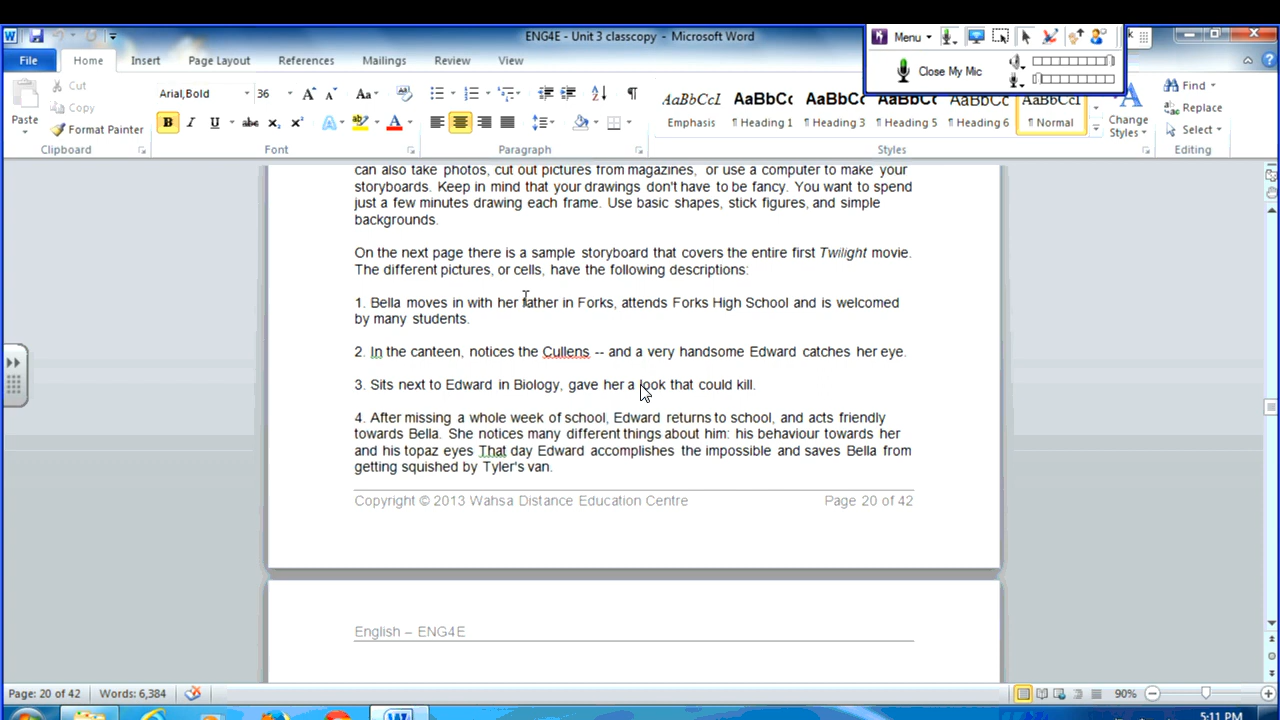 ENG4E - Unit 3 classcopy - Microsoft Word
Menu
Close My Mic
File Home Insert Page Layout References Mailings Review View
Cut
Copy
Paste
Format Painter
Clipboard
Arial,Bold 36
Font
Paragraph
AaBbCcI AaBbCc AaBbCc AaBbCc AaBbCc AaBbCcI
Emphasis ¶ Heading 1 ¶ Heading 3 ¶ Heading 5 ¶ Heading 6 ¶ Normal
Styles
Change
Styles
Find
Replace
Select
Editing
can also take photos, cut out pictures from magazines, or use a computer to make your
storyboards. Keep in mind that your drawings don't have to be fancy. You want to spend
just a few minutes drawing each frame. Use basic shapes, stick figures, and simple
backgrounds.
On the next page there is a sample storyboard that covers the entire first Twilight movie.
The different pictures, or cells, have the following descriptions:
1. Bella moves in with her father in Forks, attends Forks High School and is welcomed
by many students.
2. In the canteen, notices the Cullens -- and a very handsome Edward catches her eye.
3. Sits next to Edward in Biology, gave her a look that could kill.
4. After missing a whole week of school, Edward returns to school, and acts friendly
towards Bella. She notices many different things about him: his behaviour towards her
and his topaz eyes That day Edward accomplishes the impossible and saves Bella from
getting squished by Tyler's van.
Copyright © 2013 Wahsa Distance Education Centre Page 20 of 42
English – ENG4E
Page: 20 of 42 Words: 6,384 90%
5:11 PM